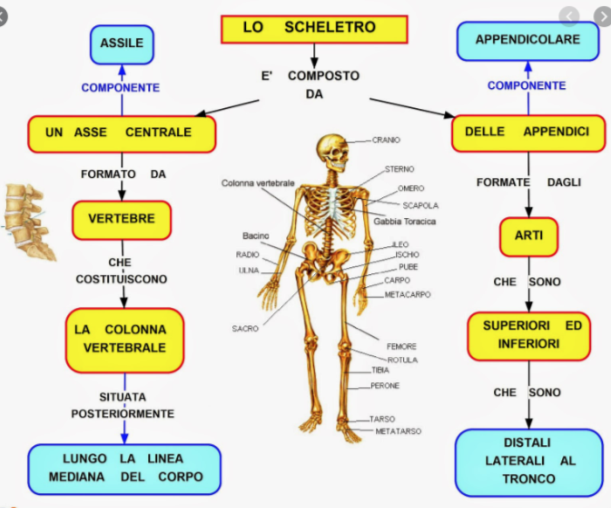 LO SCHELETRO
E' COMPOSTO
DA
ASSILE
COMPONENTE
UN ASSE CENTRALE
FORMATO DA
VERTEBRE
CHE
COSTITUISCONO
LA COLONNA
VERTEBRALE
SITUATA
POSTERIORMENTE
LUNGO LA LINEA
MEDIANA DEL CORPO
CRANIO
STERNO
Colonna vertebrale
OMERO
SCAPOLA
Gabbia Toracica
Bacino
ILEO
RADIO
ISCHIO
ULNA
PUBE
CARPO
METACARPO
SACRO
FEMORE
ROTULA
TIBIA
PERONE
TARSO
METATARSO
APPENDICOLARE
COMPONENTE
DELLE APPENDICI
FORMATE DAGLI
ARTI
CHE SONO
SUPERIORI ED
INFERIORI
CHE SONO
DISTALI
LATERALI AL
TRONCO